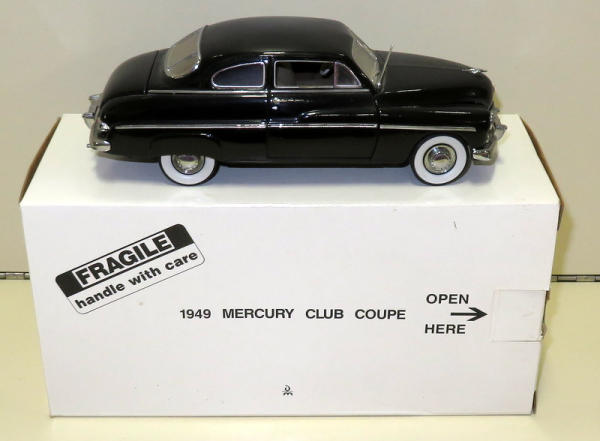 FRAGILE
handle with care
1949 MERCURY CLUB COUPE
OPEN
HERE